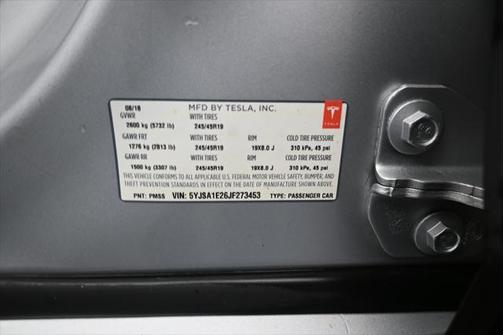 08/18 MFD BY TESLA, INC.
GVWR WITH TIRES
2600 kg (5732 lb) 245/45R19
GAWR FRT WITH TIRES RIM COLD TIRE PRESSURE
1276 kg (2813 lb) 245/45R19 19X8.0 J 310 kPa, 45 psi
GAWR RR WITH TIRES RIM COLD TIRE PRESSURE
1500 kg (3307 lb) 245/45R19 19X8.0 J 310 kPa, 45 psi
THIS VEHICLE CONFORMS TO ALL APPLICABLE
U.S. FEDERAL MOTOR VEHICLE SAFETY, BUMPER, AND
THEFT PREVENTION STANDARDS IN EFFECT ON THE DATE OF MANUFACTURE SHOWN ABOVE.
PNT: PMSS VIN: 5YJSA1E26JF273453 TYPE: PASSENGER CAR
TESLA